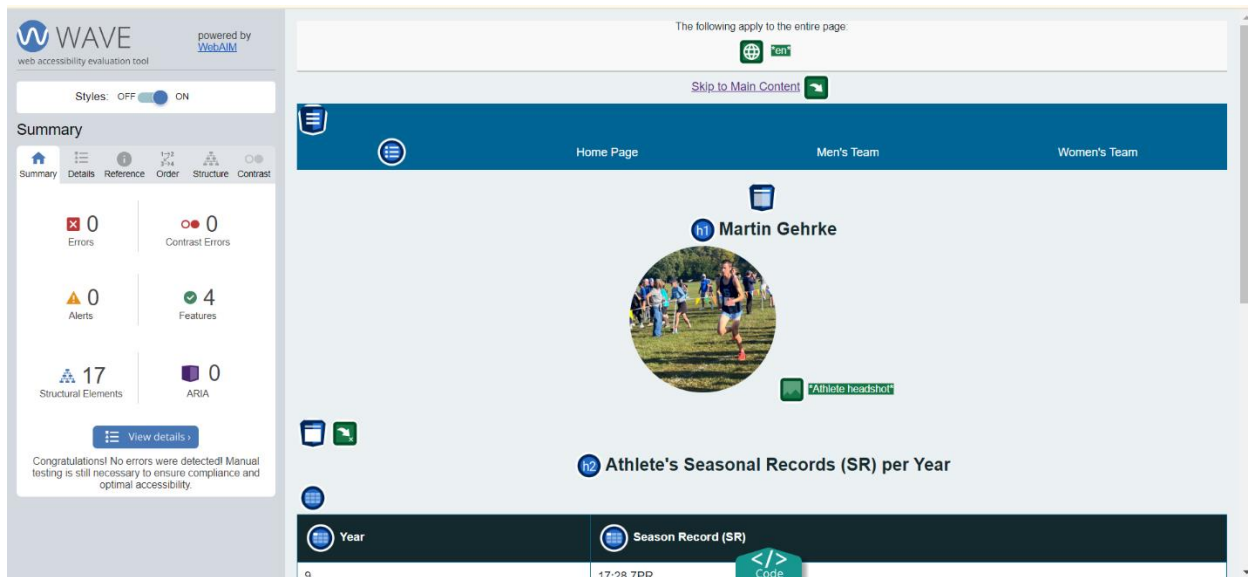 WAVE
powered by
WebAIM
web accessibility evaluation tool
Styles: OFF ON
Summary
Summary Details Reference Order Structure Contrast
0
Errors
0
Contrast Errors
0
Alerts
4
Features
17
Structural Elements
0
ARIA
View details ›
Congratulations! No errors were detected! Manual
testing is still necessary to ensure compliance and
optimal accessibility.
The following apply to the entire page:
*en*
Skip to Main Content
Home Page Men's Team Women's Team
h1 Martin Gehrke
*Athlete headshot*
h2 Athlete's Seasonal Records (SR) per Year
Year Season Record (SR)
9 17:28.7PR
</>
Code